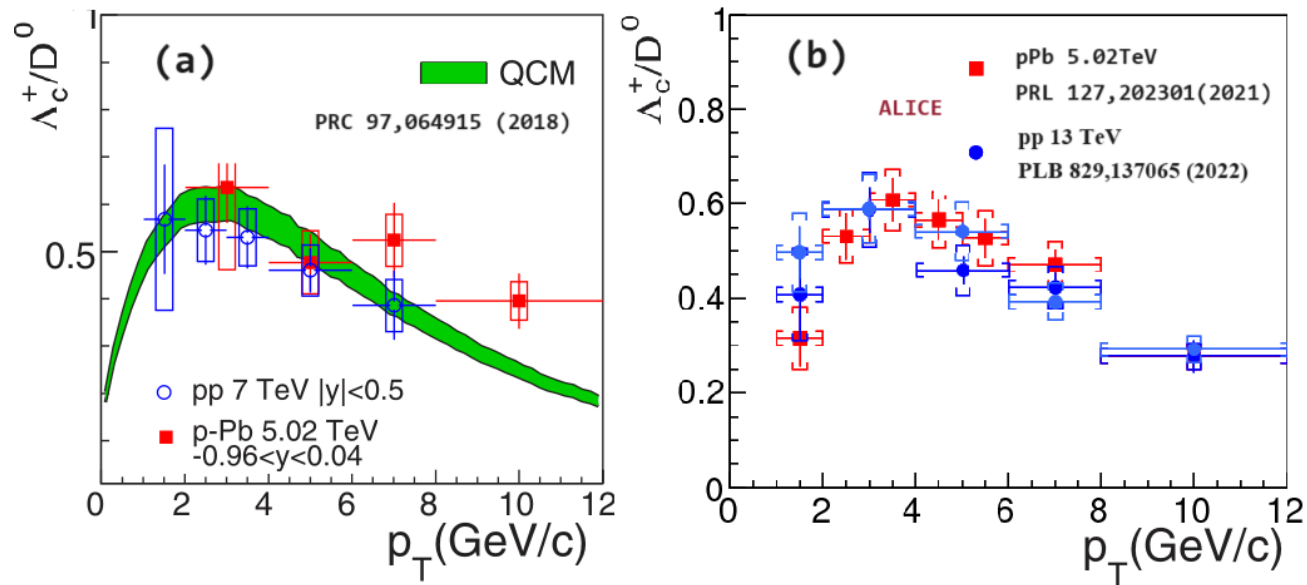 Λc+/D0
1
0.5
(a)
QCM
PRC 97,064915 (2018)
pp 7 TeV |y|<0.5
p-Pb 5.02 TeV
-0.96<y<0.04
0 2 4 6 8 10 12
pT(GeV/c)
Λc+/D0
1
0.8
0.6
0.4
0.2
0
(b)
pPb 5.02TeV
PRL 127,202301(2021)
ALICE
pp 13 TeV
PLB 829,137065 (2022)
2 4 6 8 10 12
pT(GeV/c)